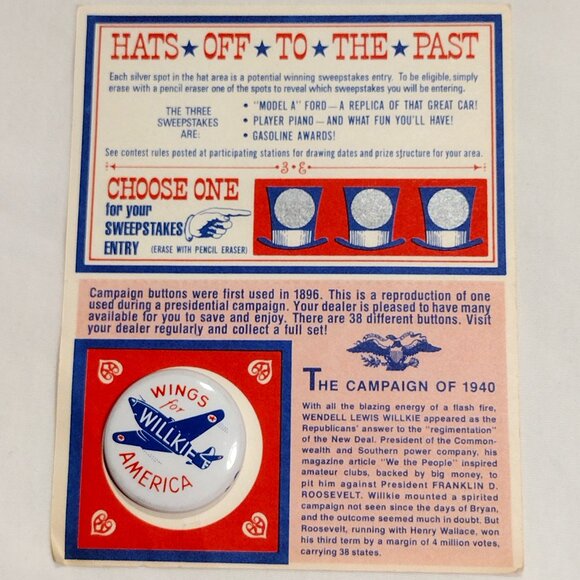 HATS ★ OFF ★ TO ★ THE ★ PAST
Each silver spot in the hat area is a potential winning sweepstakes entry. To be eligible, simply
erase with a pencil eraser one of the spots to reveal which sweepstakes you will be entering.
THE THREE
SWEEPSTAKES
ARE:
• "MODEL A" FORD — A REPLICA OF THAT GREAT CAR!
• PLAYER PIANO — AND WHAT FUN YOU'LL HAVE!
• GASOLINE AWARDS!
See contest rules posted at participating stations for drawing dates and prize structure for your area.
CHOOSE ONE
for your
SWEEPSTAKES
ENTRY (ERASE WITH PENCIL ERASER)
Campaign buttons were first used in 1896. This is a reproduction of one
used during a presidential campaign. Your dealer is pleased to have many
available for you to save and enjoy. There are 38 different buttons. Visit
your dealer regularly and collect a full set!
WINGS
for
WILLKIE
AMERICA
THE CAMPAIGN OF 1940
With all the blazing energy of a flash fire,
WENDELL LEWIS WILLKIE appeared as the
Republicans' answer to the "regimentation"
of the New Deal. President of the Common-
wealth and Southern power company, his
magazine article "We the People" inspired
amateur clubs, backed by big money, to
pit him against President FRANKLIN D.
ROOSEVELT. Willkie mounted a spirited
campaign not seen since the days of Bryan,
and the outcome seemed much in doubt. But
Roosevelt, running with Henry Wallace, won
his third term by a margin of 4 million votes,
carrying 38 states.